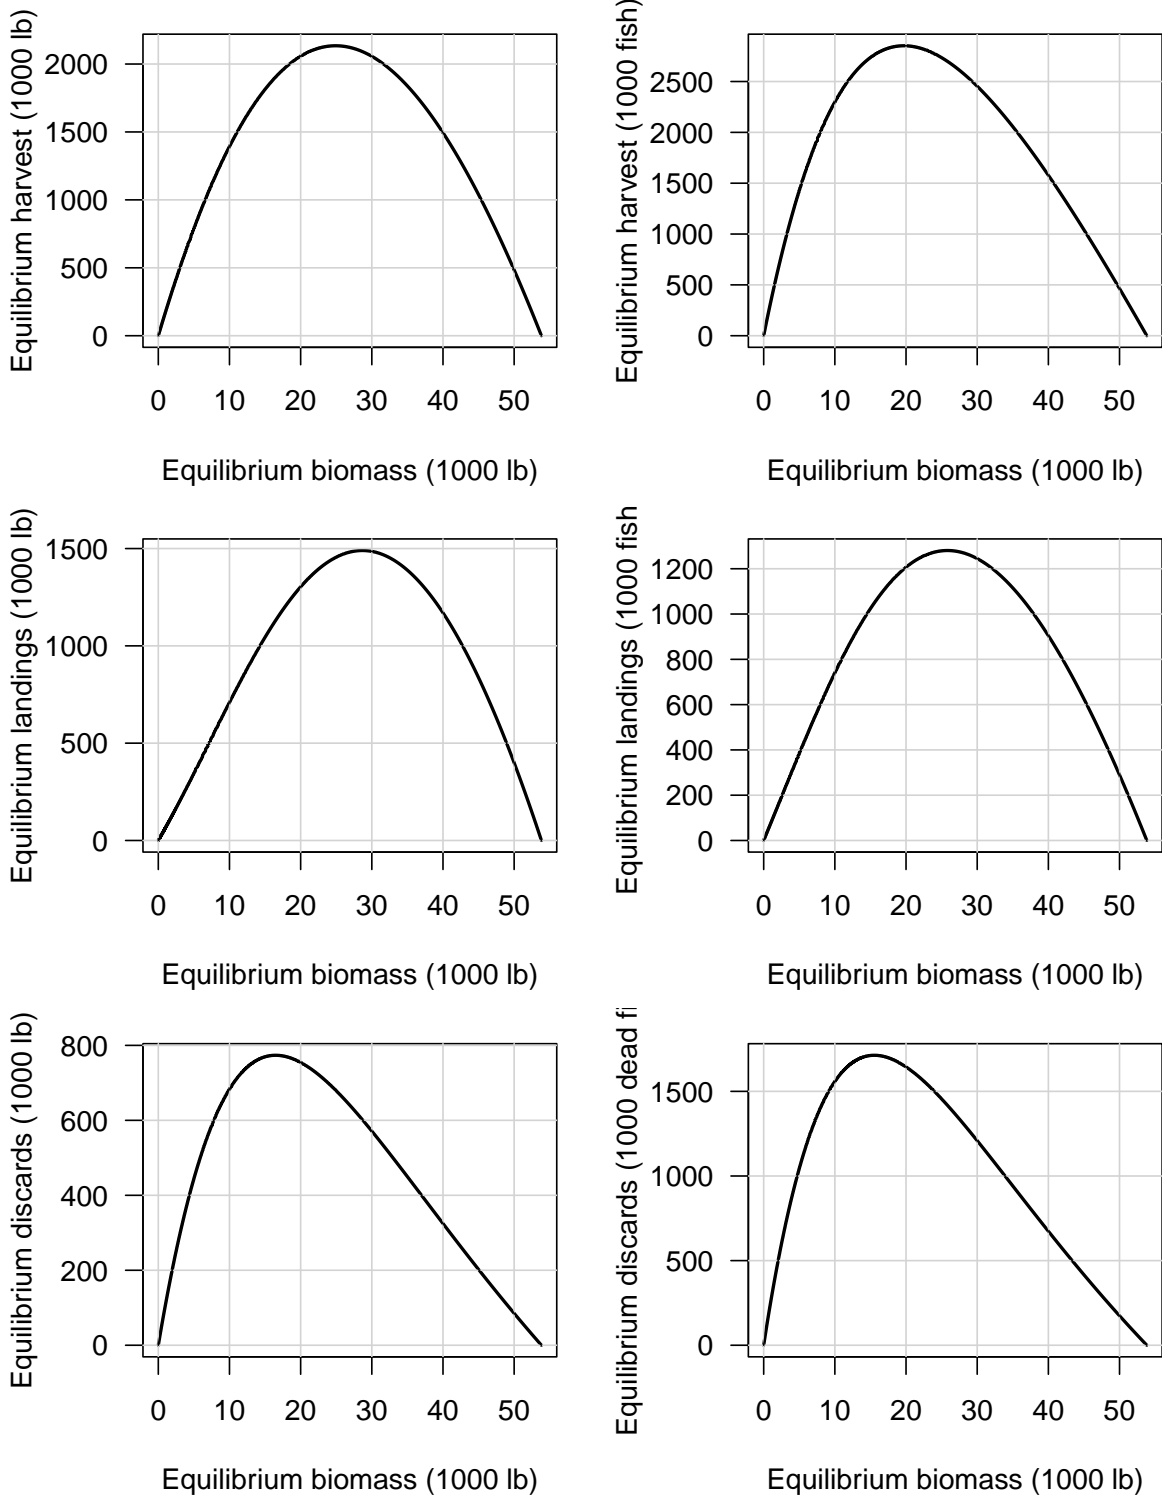 Equilibrium harvest (1000 lb)
2000
1500
1000
500
0
0 10 20 30 40 50
Equilibrium biomass (1000 lb)
Equilibrium harvest (1000 fish)
2500
2000
1500
1000
500
0
0 10 20 30 40 50
Equilibrium biomass (1000 lb)
Equilibrium landings (1000 lb)
1500
1000
500
0
0 10 20 30 40 50
Equilibrium biomass (1000 lb)
Equilibrium landings (1000 fish
1200
1000
800
600
400
200
0
0 10 20 30 40 50
Equilibrium biomass (1000 lb)
Equilibrium discards (1000 lb)
800
600
400
200
0
0 10 20 30 40 50
Equilibrium biomass (1000 lb)
Equilibrium discards (1000 dead
1500
1000
500
0
0 10 20 30 40 50
Equilibrium biomass (1000 lb)